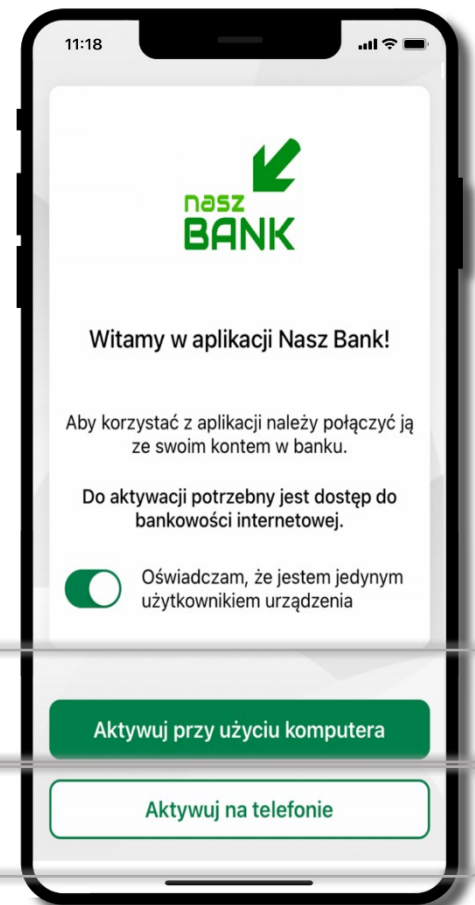 11:18
nasz
BANK
Witamy w aplikacji Nasz Bank!
Aby korzystać z aplikacji należy połączyć ją
ze swoim kontem w banku.
Do aktywacji potrzebny jest dostęp do
bankowości internetowej.
Oświadczam, że jestem jedynym
użytkownikiem urządzenia
Aktywuj przy użyciu komputera
Aktywuj na telefonie